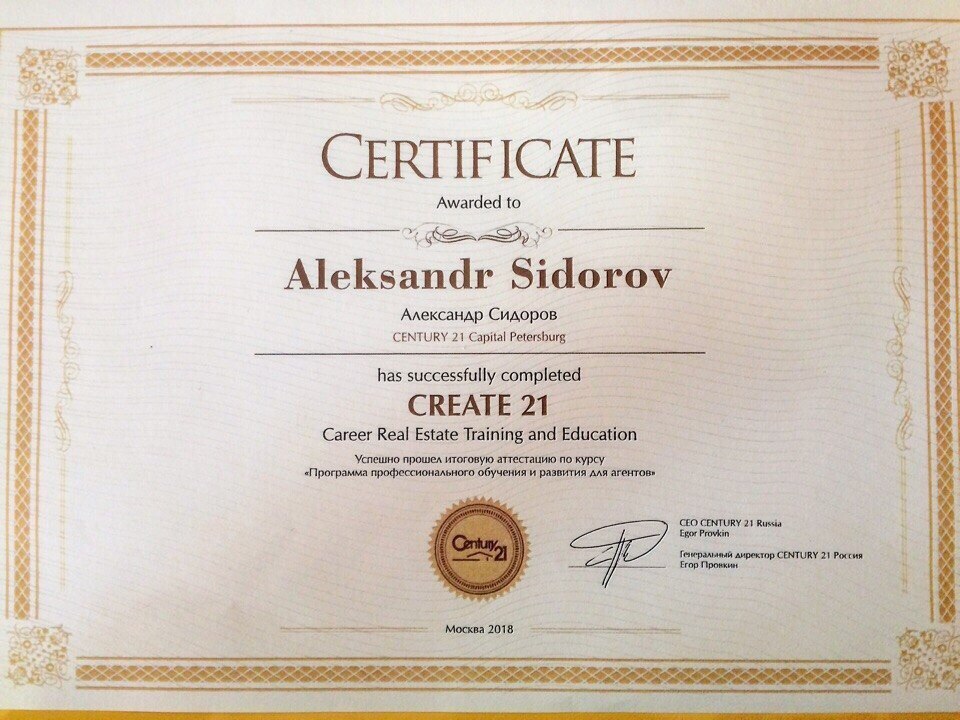 CERTIFICATE
Awarded to
Aleksandr Sidorov
Александр Сидоров
CENTURY 21 Capital Petersburg
has successfully completed
CREATE 21
Career Real Estate Training and Education
Успешно прошел итоговую аттестацию по курсу
«Программа профессионального обучения и развития для агентов»
Century 21
CEO CENTURY 21 Russia
Egor Provkin
Генеральный директор CENTURY 21 Россия
Егор Провкин
Москва 2018